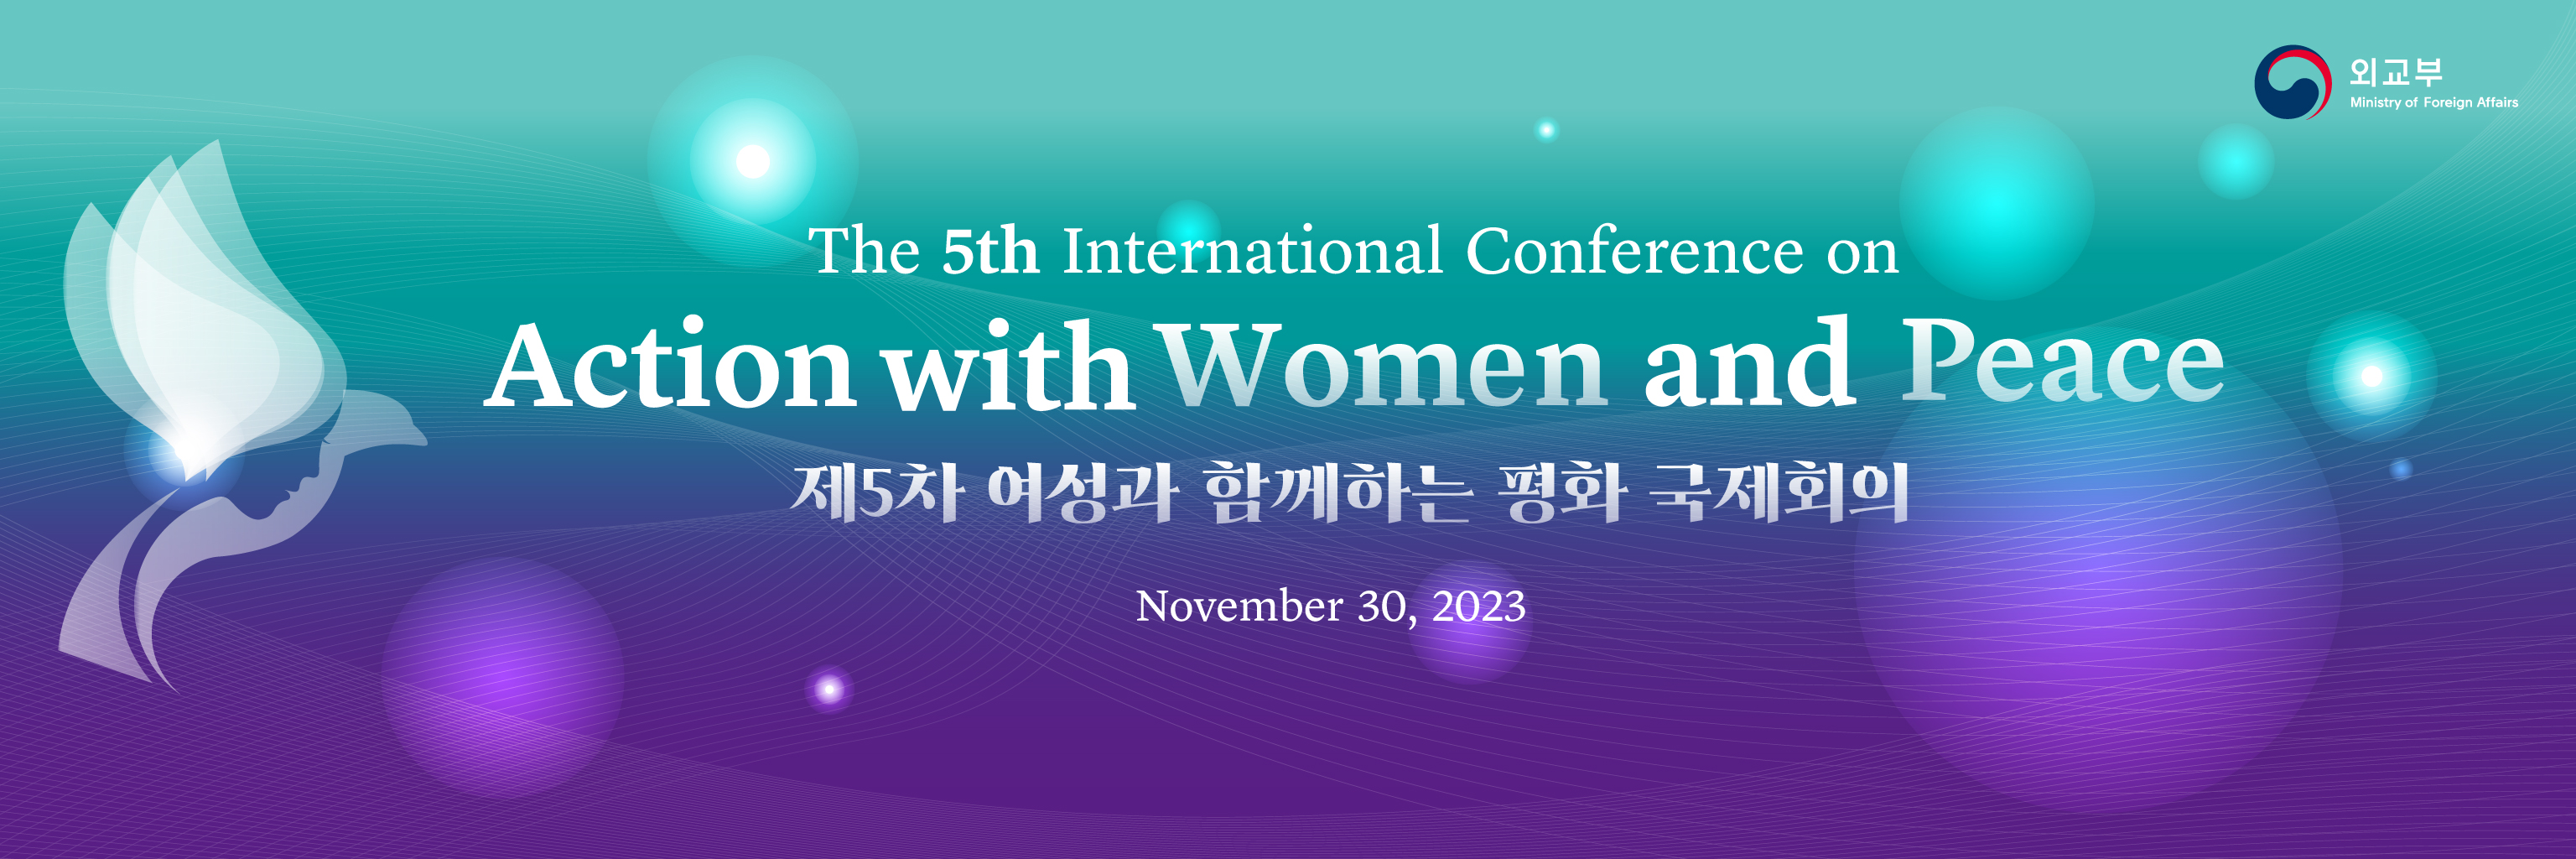 외교부
Ministry of Foreign Affairs
The 5th International Conference on
Action with Women and Peace
제5차 여성과 함께하는 평화 국제회의
November 30, 2023